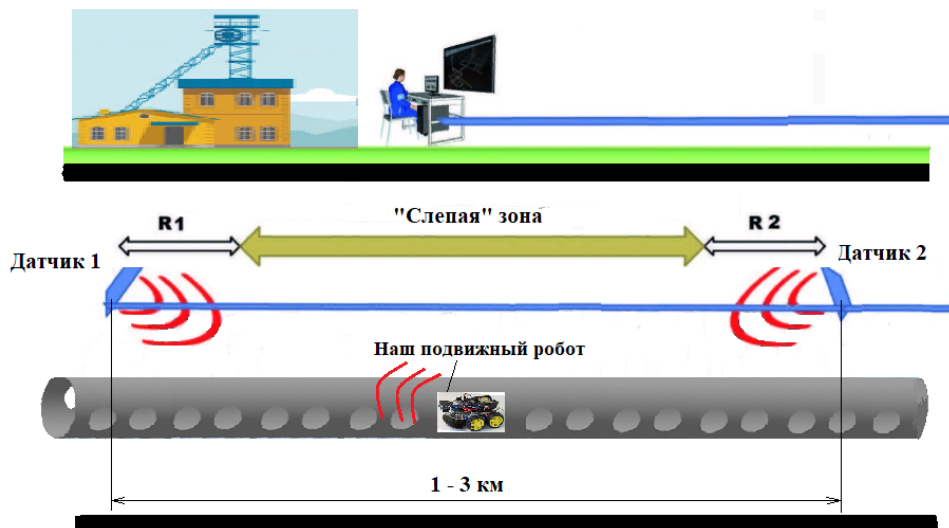 "Слепая" зона
R1
R 2
Датчик 1
Датчик 2
Наш подвижный робот
1 - 3 км